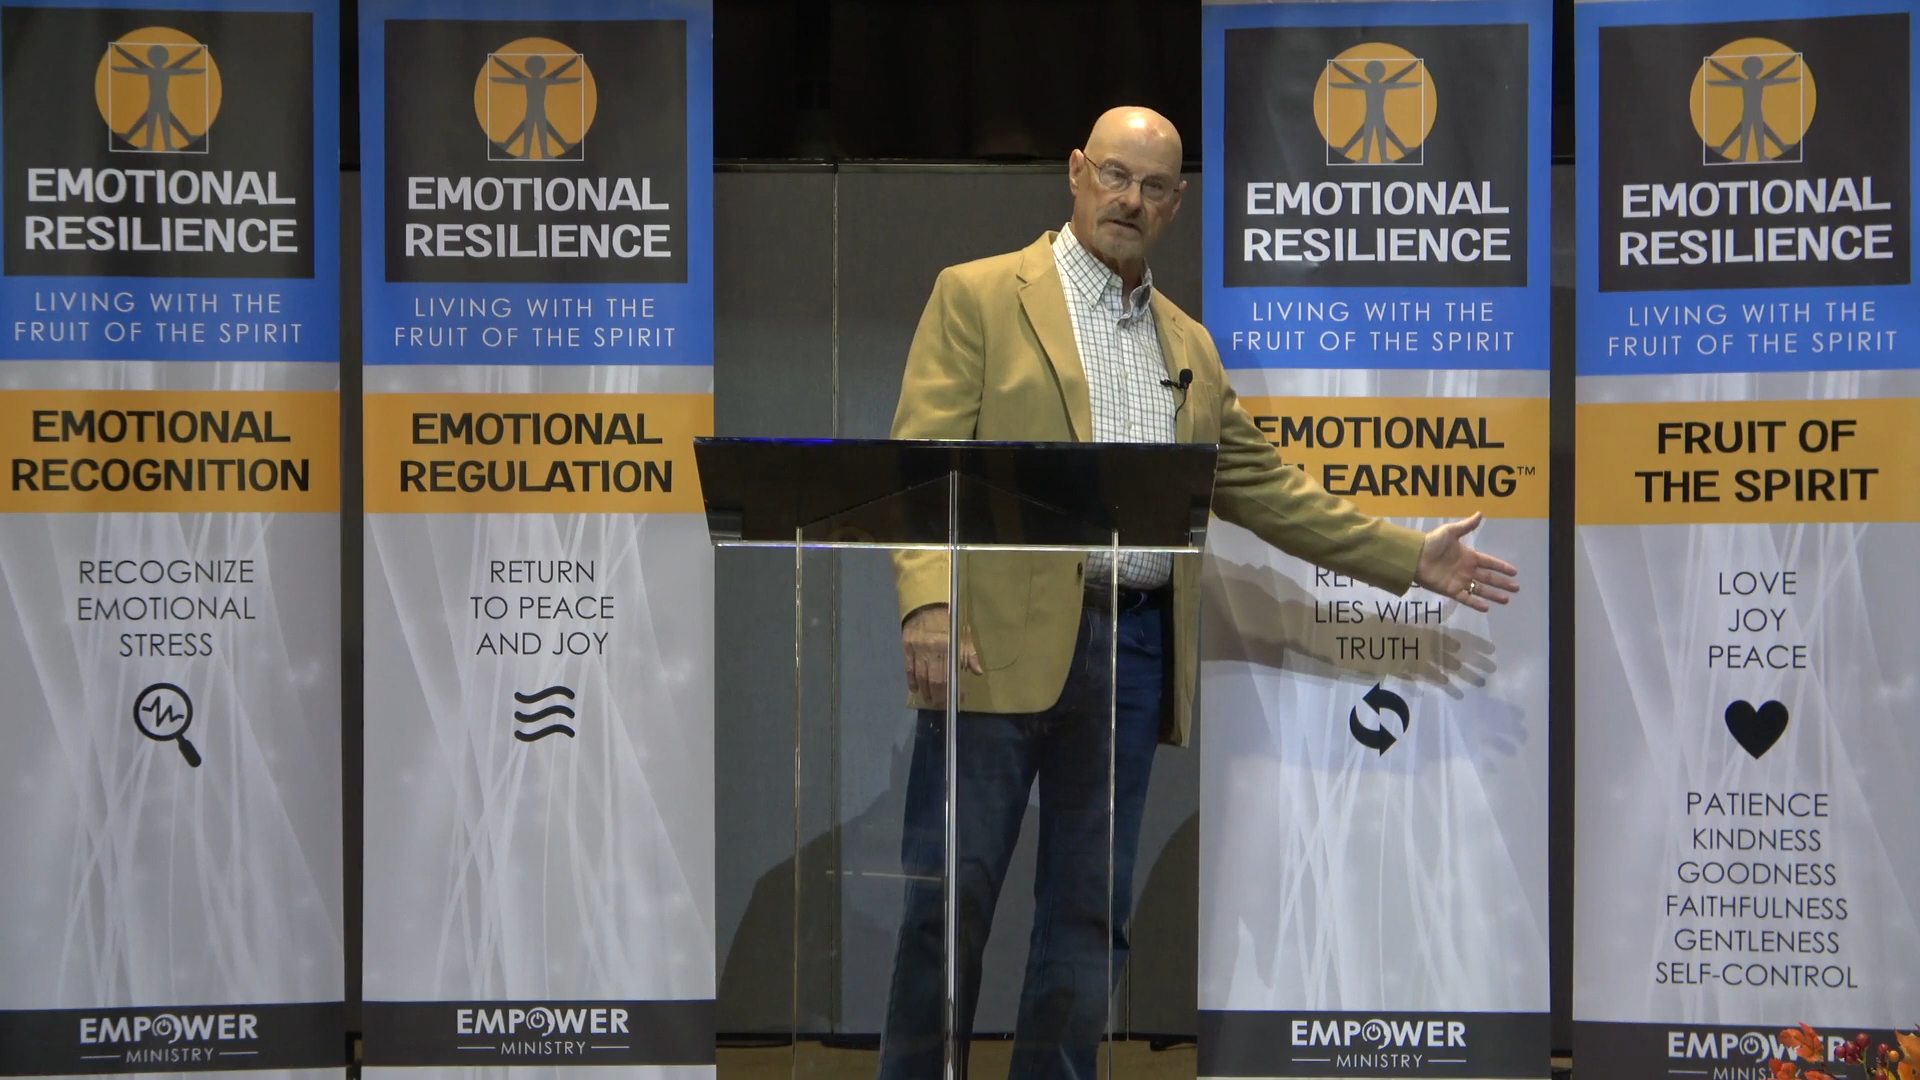 EMOTIONAL
RESILIENCE
LIVING WITH THE
FRUIT OF THE SPIRIT
EMOTIONAL
RECOGNITION
RECOGNIZE
EMOTIONAL
STRESS
EMPOWER
MINISTRY
EMOTIONAL
RESILIENCE
LIVING WITH THE
FRUIT OF THE SPIRIT
EMOTIONAL
REGULATION
RETURN
TO PEACE
AND JOY
EMPOWER
MINISTRY
EMOTIONAL
RESILIENCE
LIVING WITH THE
FRUIT OF THE SPIRIT
EMOTIONAL
EARNING™
LIES WITH
TRUTH
EMPOWER
MINISTRY
EMOTIONAL
RESILIENCE
LIVING WITH THE
FRUIT OF THE SPIRIT
FRUIT OF
THE SPIRIT
LOVE
JOY
PEACE
PATIENCE
KINDNESS
GOODNESS
FAITHFULNESS
GENTLENESS
SELF-CONTROL
EMPOWER
MINIS